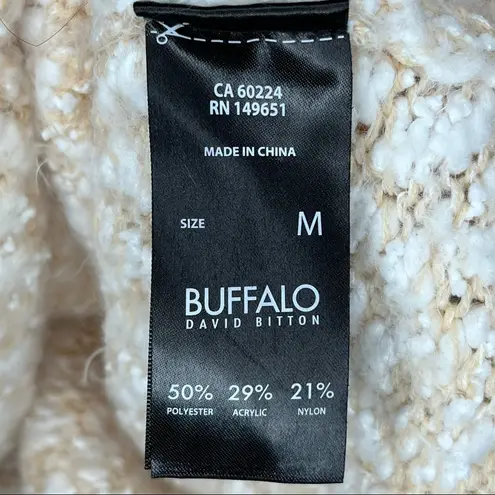 CA 60224
RN 149651
MADE IN CHINA
SIZE M
BUFFALO
DAVID BITTON
50% 29% 21%
POLYESTER ACRYLIC NYLON